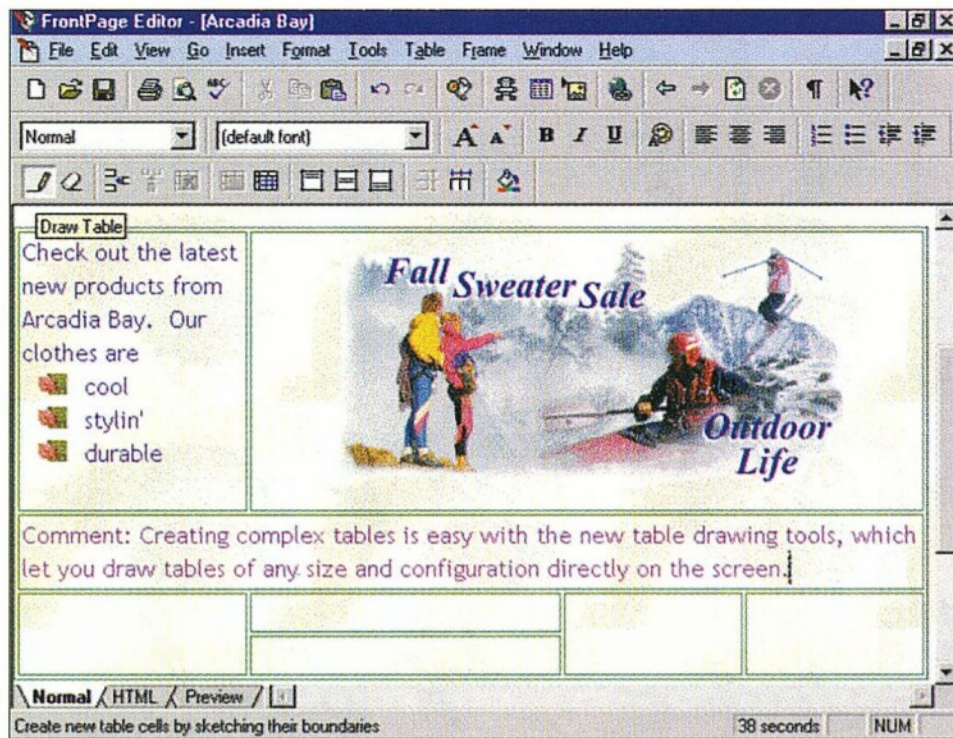 FrontPage Editor - [Arcadia Bay]
File Edit View Go Insert Format Tools Table Frame Window Help
ABC
Normal (default font) A A B I U
Draw Table
Check out the latest
new products from
Arcadia Bay. Our
clothes are
cool
stylin'
durable
Fall Sweater Sale
Outdoor
Life
Comment: Creating complex tables is easy with the new table drawing tools, which
let you draw tables of any size and configuration directly on the screen.
Normal HTML Preview
Create new table cells by sketching their boundaries 38 seconds NUM